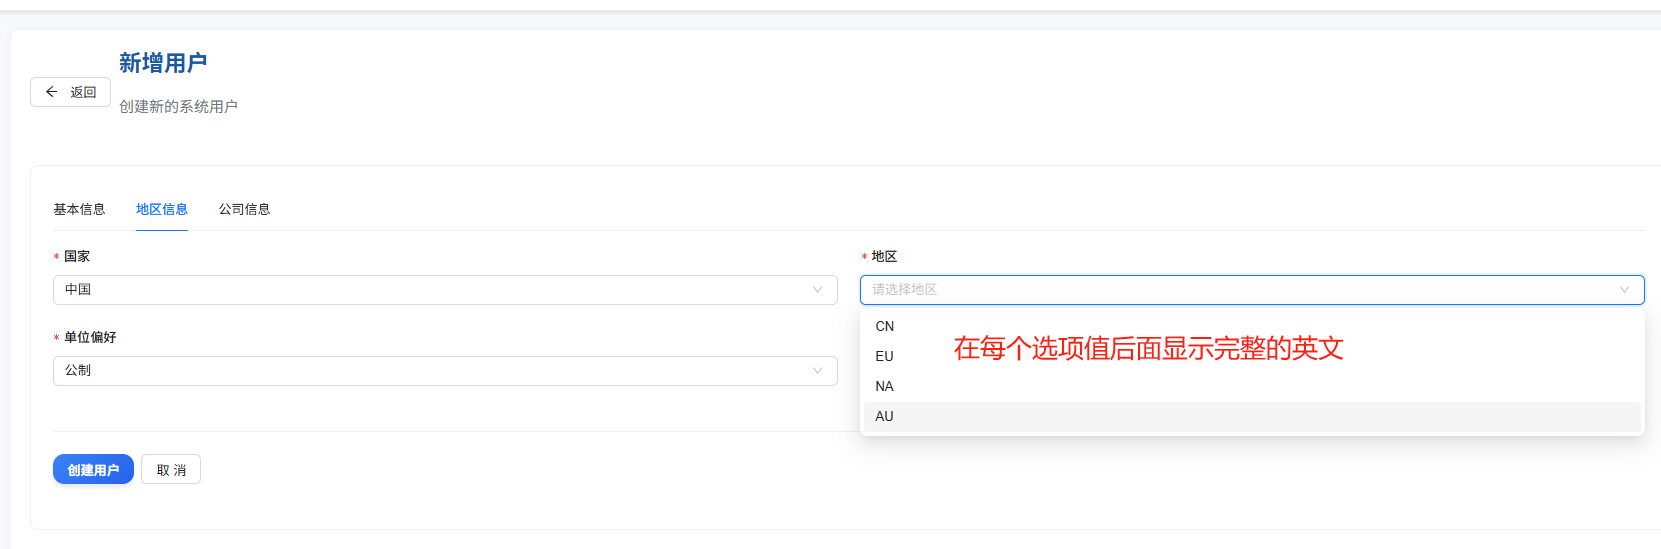 新增用户
返回
创建新的系统用户
基本信息 地区信息 公司信息
* 国家
中国
* 地区
请选择地区
CN
EU
NA
AU
在每个选项值后面显示完整的英文
* 单位偏好
公制
创建用户 取 消